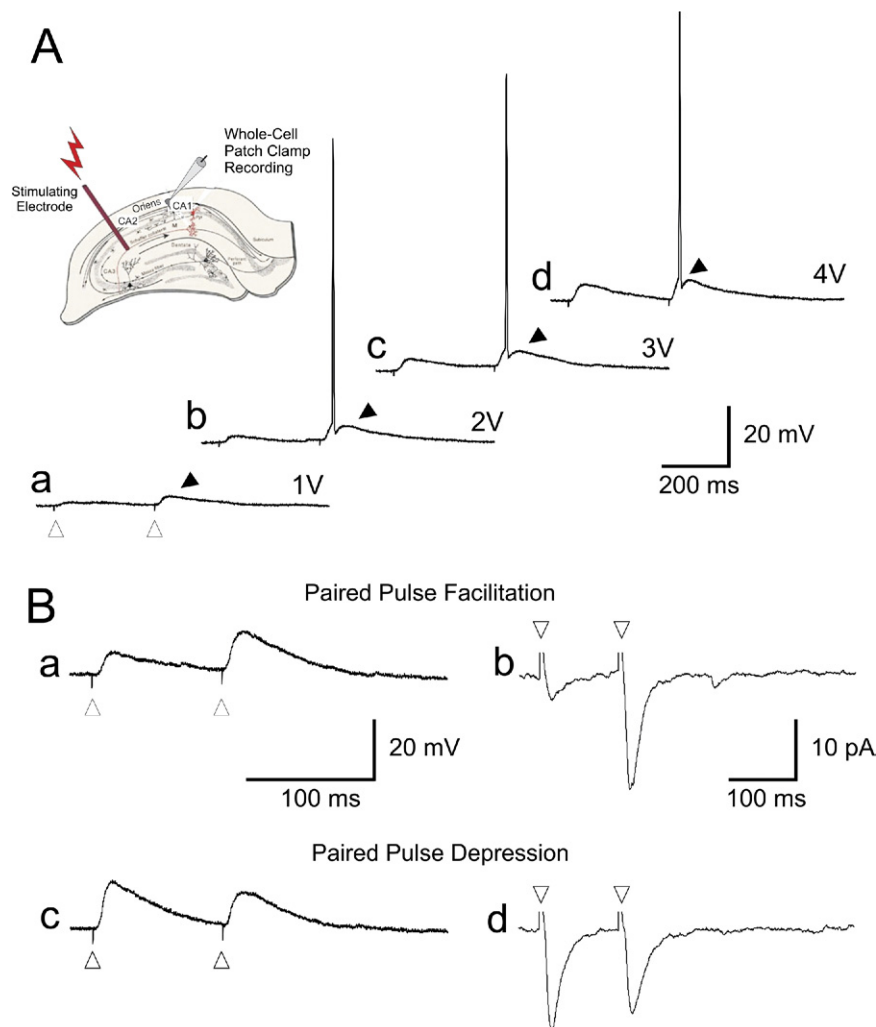 A
Whole-Cell
Patch Clamp
Recording
Stimulating
Electrode
Oriens
CA1
CA2
M
Dentate
Subiculum
CA3
d
4V
c
3V
b
2V
20 mV
200 ms
a
1V
B
Paired Pulse Facilitation
a
b
20 mV
100 ms
10 pA
100 ms
Paired Pulse Depression
c
d